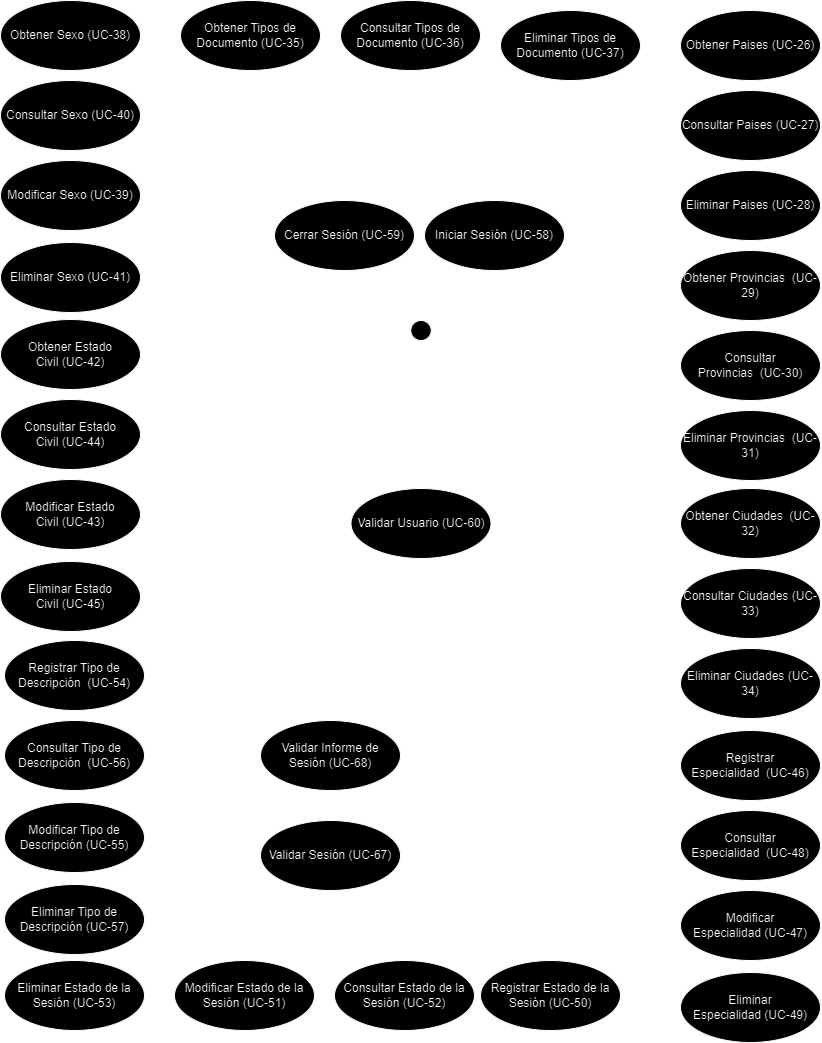 Obtener Sexo (UC-38)
Obtener Tipos de
Documento (UC-35)
Consultar Tipos de
Documento (UC-36)
Eliminar Tipos de
Documento (UC-37)
Obtener Paises (UC-26)
Consultar Sexo (UC-40)
Consultar Paises (UC-27)
Modificar Sexo (UC-39)
Eliminar Paises (UC-28)
Cerrar Sesión (UC-59)
Iniciar Sesión (UC-58)
Eliminar Sexo (UC-41)
Obtener Provincias (UC-
29)
Obtener Estado
Civil (UC-42)
Consultar
Provincias (UC-30)
Consultar Estado
Civil (UC-44)
Eliminar Provincias (UC-
31)
Modificar Estado
Civil (UC-43)
Validar Usuario (UC-60)
Obtener Ciudades (UC-
32)
Eliminar Estado
Civil (UC-45)
Consultar Ciudades (UC-
33)
Registrar Tipo de
Descripción (UC-54)
Eliminar Ciudades (UC-
34)
Consultar Tipo de
Descripción (UC-56)
Validar Informe de
Sesión (UC-68)
Registrar
Especialidad (UC-46)
Modificar Tipo de
Descripción (UC-55)
Validar Sesión (UC-67)
Consultar
Especialidad (UC-48)
Eliminar Tipo de
Descripción (UC-57)
Modificar
Especialidad (UC-47)
Eliminar Estado de la
Sesión (UC-53)
Modificar Estado de la
Sesión (UC-51)
Consultar Estado de la
Sesión (UC-52)
Registrar Estado de la
Sesión (UC-50)
Eliminar
Especialidad (UC-49)